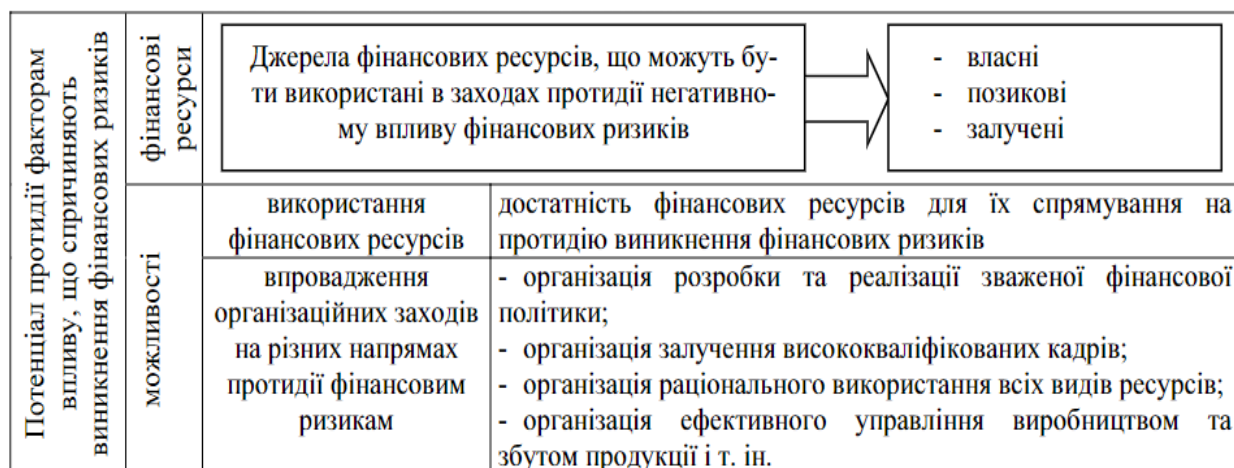 Потенціал протидії факторам
впливу, що спричиняють
виникнення фінансових ризиків
фінансові
ресурси
Джерела фінансових ресурсів, що можуть бу-
ти використані в заходах протидії негативно-
му впливу фінансових ризиків
- власні
- позикові
- залучені
можливості
використання
фінансових ресурсів
достатність фінансових ресурсів для їх спрямування на
протидію виникнення фінансових ризиків
впровадження
організаційних заходів
на різних напрямах
протидії фінансовим
ризикам
- організація розробки та реалізації зваженої фінансової
політики;
- організація залучення висококваліфікованих кадрів;
- організація раціонального використання всіх видів ресурсів;
- організація ефективного управління виробництвом та
збутом продукції і т. ін.